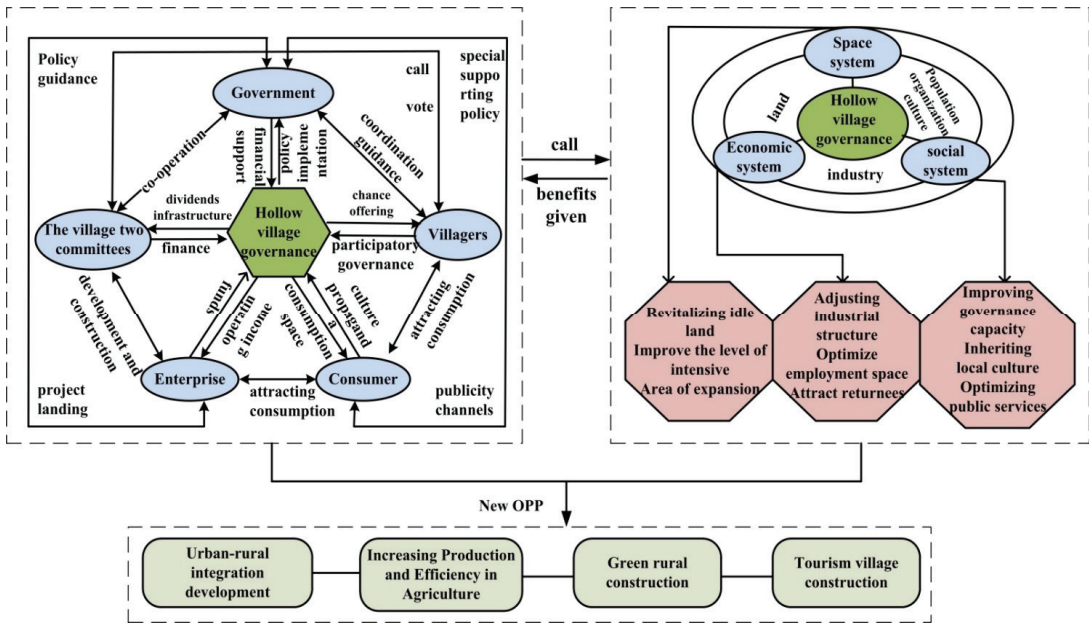 Policy
guidance
call
vote
special
suppo
rting
policy
Government
co-operation
financial
support
policy
impleme
ntation
coordination
guidance
dividends
infrastructure
chance
offering
The village two
committees
finance
Hollow
village
governance
participatory
governance
Villagers
development and
construction
funds
operatin
g income
consumption
space
culture
propagand
a
attracting
consumption
Enterprise
attracting
consumption
Consumer
project
landing
publicity
channels
call
benefits
given
Space
system
land
Hollow
village
governance
Population
organization
culture
Economic
system
social
system
industry
Revitalizing idle
land
Improve the level of
intensive
Area of expansion
Adjusting
industrial
structure
Optimize
employment space
Attract returnees
Improving
governance
capacity
Inheriting
local culture
Optimizing
public services
New OPP
Urban-rural
integration
development
Increasing Production
and Efficiency in
Agriculture
Green rural
construction
Tourism village
construction